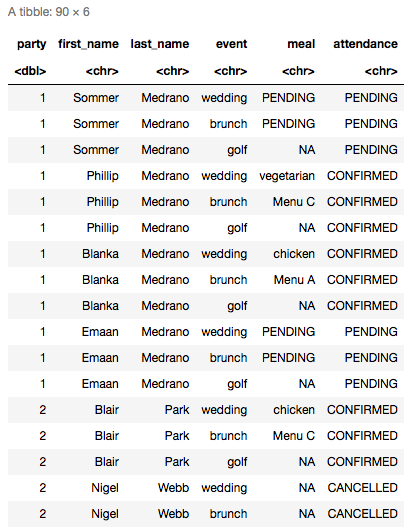 A tibble: 90 × 6
party first_name last_name event meal attendance
<dbl> <chr> <chr> <chr> <chr> <chr>
1 Sommer Medrano wedding PENDING PENDING
1 Sommer Medrano brunch PENDING PENDING
1 Sommer Medrano golf NA PENDING
1 Phillip Medrano wedding vegetarian CONFIRMED
1 Phillip Medrano brunch Menu C CONFIRMED
1 Phillip Medrano golf NA CONFIRMED
1 Blanka Medrano wedding chicken CONFIRMED
1 Blanka Medrano brunch Menu A CONFIRMED
1 Blanka Medrano golf NA CONFIRMED
1 Emaan Medrano wedding PENDING PENDING
1 Emaan Medrano brunch PENDING PENDING
1 Emaan Medrano golf NA PENDING
2 Blair Park wedding chicken CONFIRMED
2 Blair Park brunch Menu C CONFIRMED
2 Blair Park golf NA CONFIRMED
2 Nigel Webb wedding NA CANCELLED
2 Nigel Webb brunch NA CANCELLED